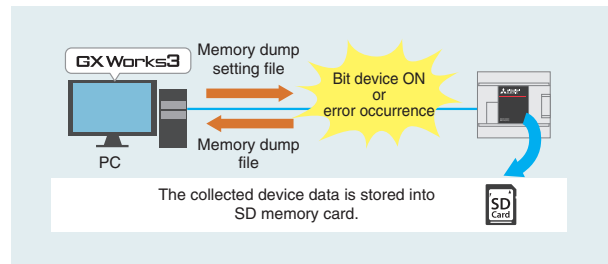 GX Works3
Memory dump
setting file
Bit device ON
or
error occurrence
Memory dump
file
PC
The collected device data is stored into
SD memory card.
SD
Card